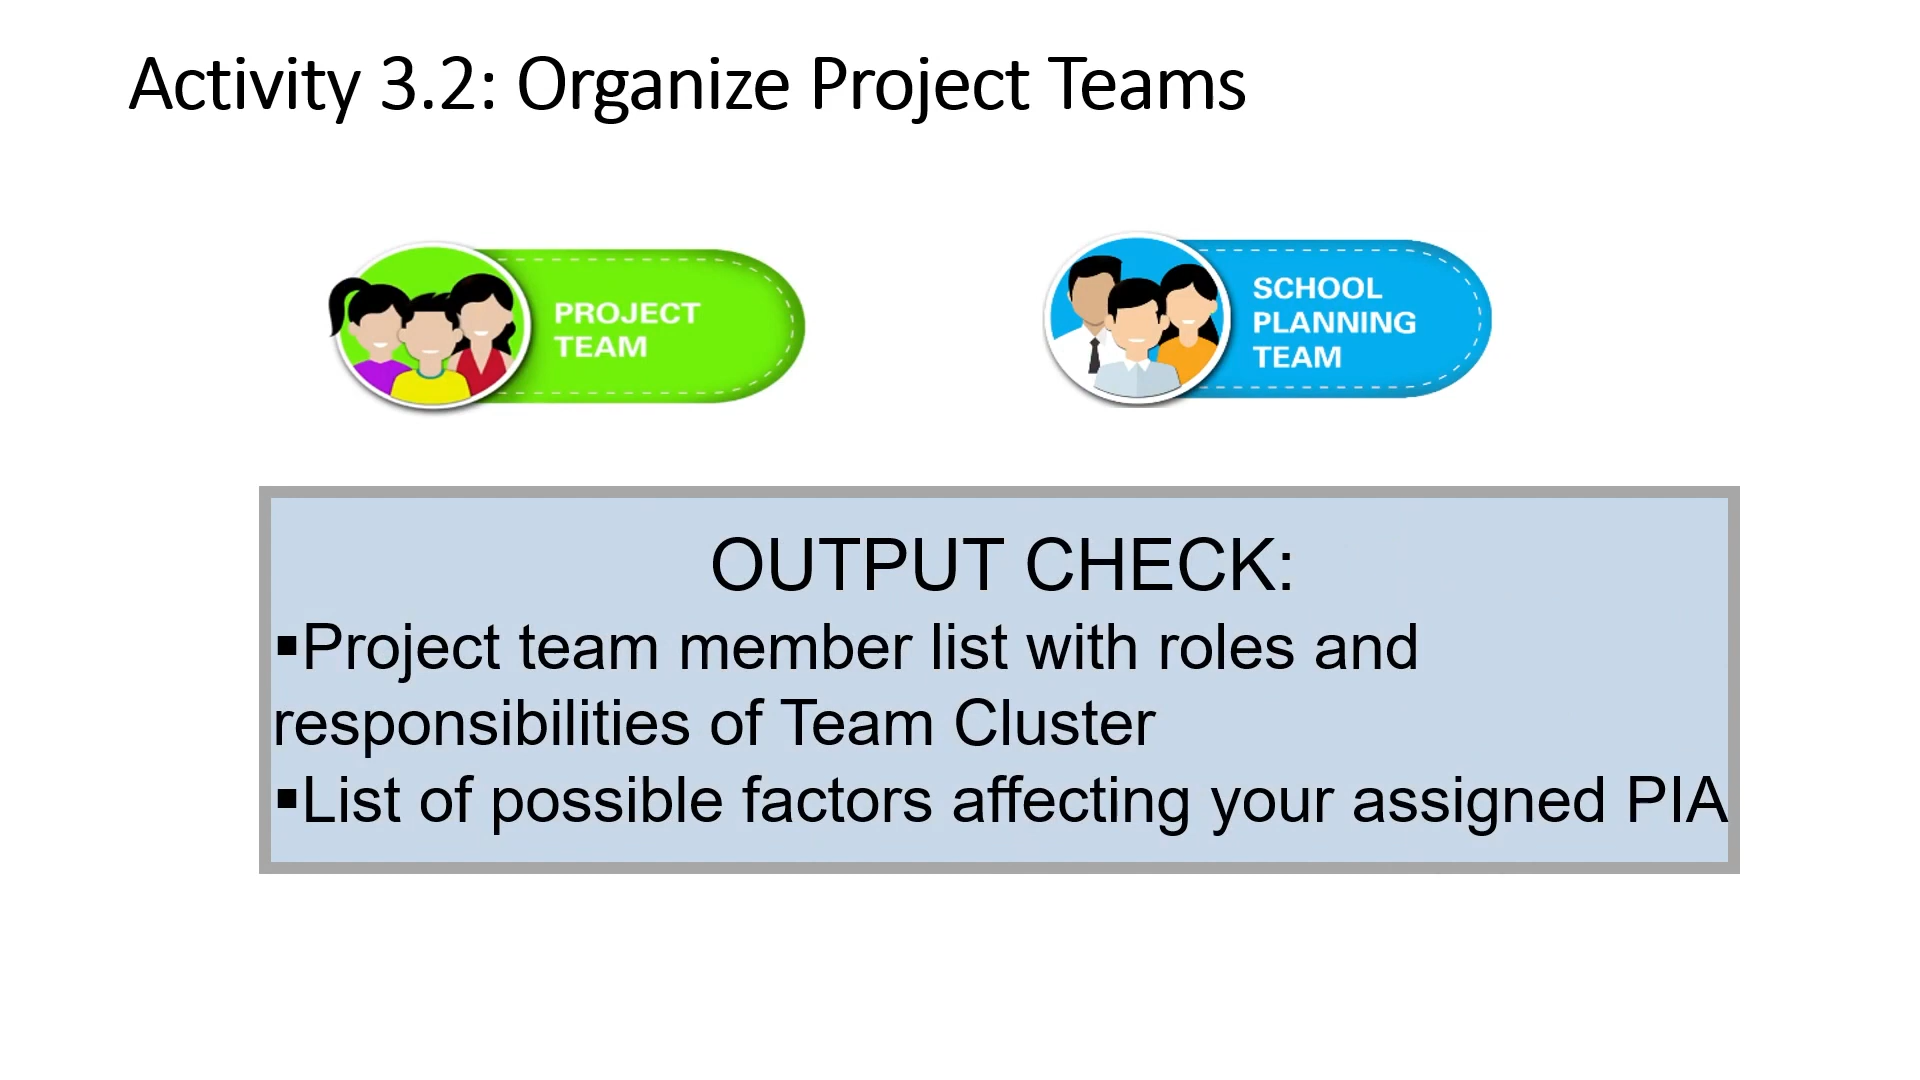 Activity 3.2: Organize Project Teams
PROJECT
TEAM
SCHOOL
PLANNING
TEAM
OUTPUT CHECK:
▪Project team member list with roles and
responsibilities of Team Cluster
▪List of possible factors affecting your assigned PIA